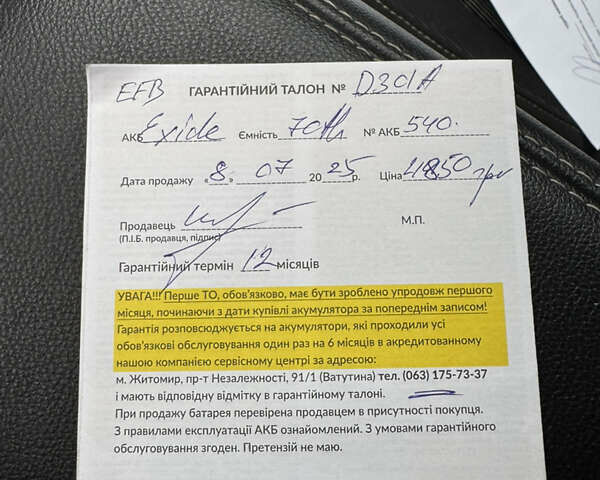 EFB ГАРАНТІЙНИЙ ТАЛОН № D301A
АКБ Exide Ємність 70Ah № АКБ 540.
Дата продажу «8» 07 2025р. Ціна 4850 грн
Продавець
(П.І.Б. продавця, підпис) М.П.
Гарантійний термін 12 місяців
УВАГА!!! Перше ТО, обов'язково, має бути зроблено упродовж першого
місяця, починаючи з дати купівлі акумулятора за попереднім записом!
Гарантія розповсюджується на акумулятори, які проходили усі
обов'язкові обслуговування один раз на 6 місяців в акредитованному
нашою компанією сервісному центрі за адресою:
м. Житомир, пр-т Незалежності, 91/1 (Ватутина) тел. (063) 175-73-37
і мають відповідну відмітку в гарантійному талоні.
При продажу батарея перевірена продавцем в присутності покупця.
З правилами експлуатації АКБ ознайомлений. З умовами гарантійного
обслуговування згоден. Претензій не маю.